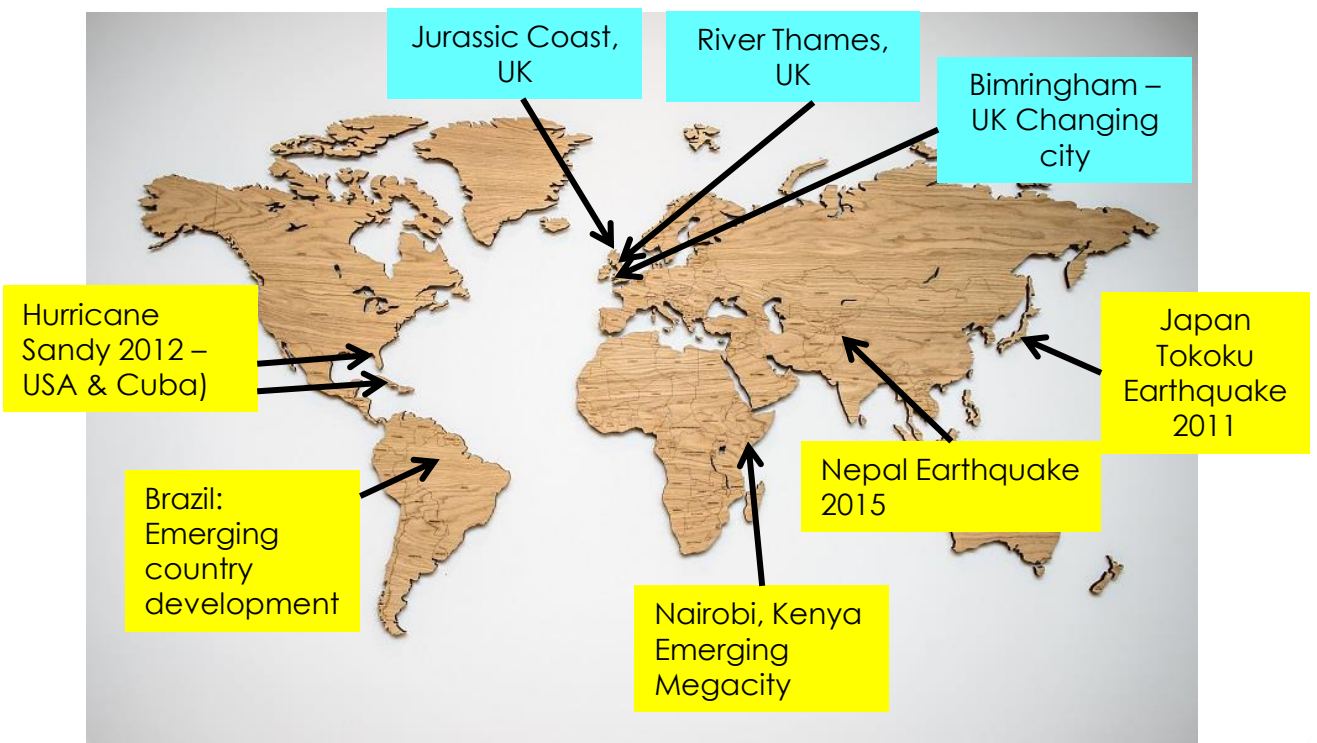 Jurassic Coast,
UK
River Thames,
UK
Bimringham –
UK Changing
city
Hurricane
Sandy 2012 –
USA & Cuba)
Japan
Tokoku
Earthquake
2011
Nepal Earthquake
2015
Brazil:
Emerging
country
development
Nairobi, Kenya
Emerging
Megacity